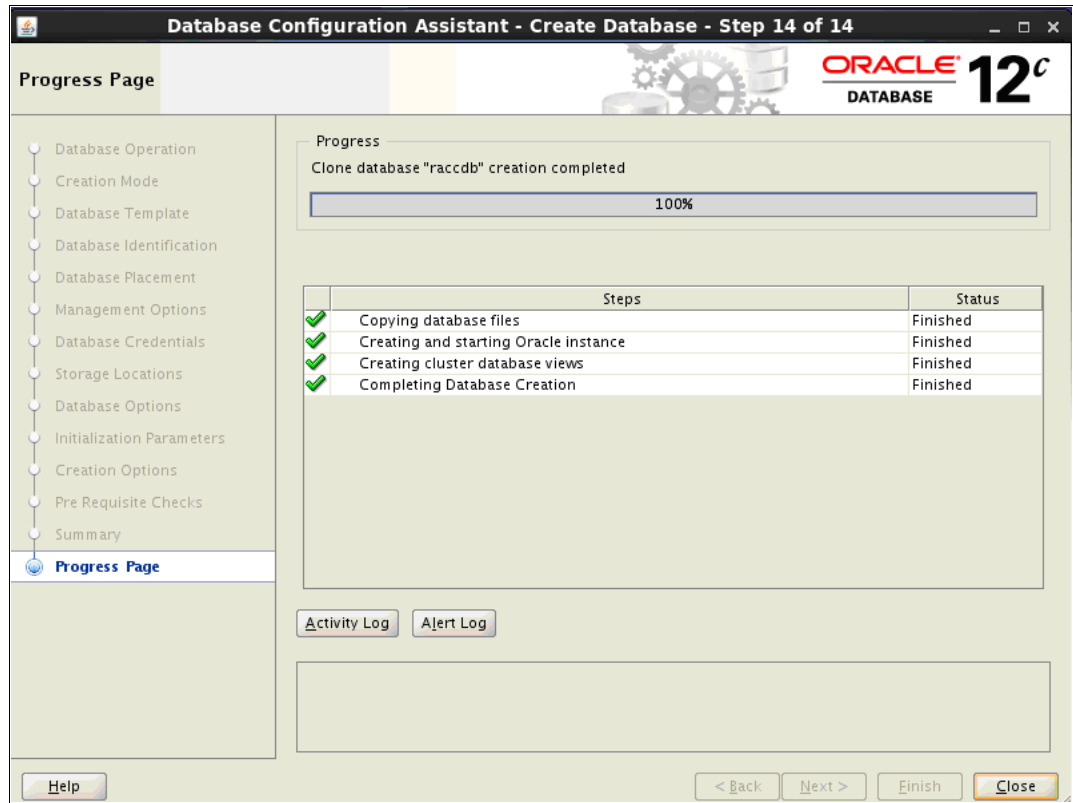 Database Configuration Assistant - Create Database - Step 14 of 14
Progress Page
ORACLE
DATABASE
12c
Database Operation
Creation Mode
Database Template
Database Identification
Database Placement
Management Options
Database Credentials
Storage Locations
Database Options
Initialization Parameters
Creation Options
Pre Requisite Checks
Summary
Progress Page
Progress
Clone database "raccdb" creation completed
100%
Steps Status
Copying database files Finished
Creating and starting Oracle instance Finished
Creating cluster database views Finished
Completing Database Creation Finished
Activity Log Alert Log
Help < Back Next > Finish Close